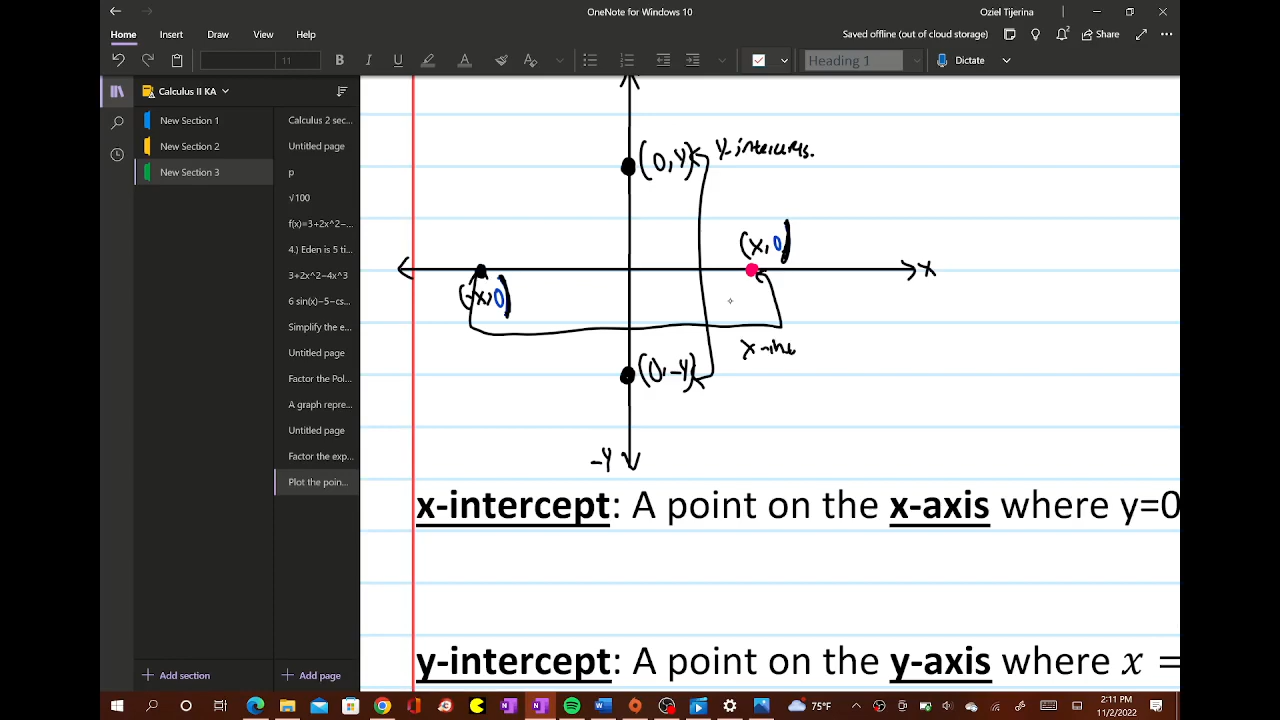 OneNote for Windows 10
Oziel Tijerina
Home Insert Draw View Help
Saved offline (out of cloud storage)
Share
11
B I U
A
Heading 1
Dictate
Calculus II KA
New Section 1
New Section 2
New Section 3
Calculus 2 sec...
Untitled page
p
√100
f(x)=3+2x^2-...
4.) Eden is 5 ti...
3+2x^2-4x^3
6 sin(x)-5-cs...
Simplify the e...
Untitled page
Factor the Pol...
A graph repre...
Untitled page
Factor the exp...
Plot the poin...
Add section
Add page
(0,Y)
(x,0)
x
(-x,0)
x-int
(0,-Y)
-Y
x-intercept: A point on the x-axis where y=0
y-intercept: A point on the y-axis where x =
75°F
2:11 PM
11/2/2022